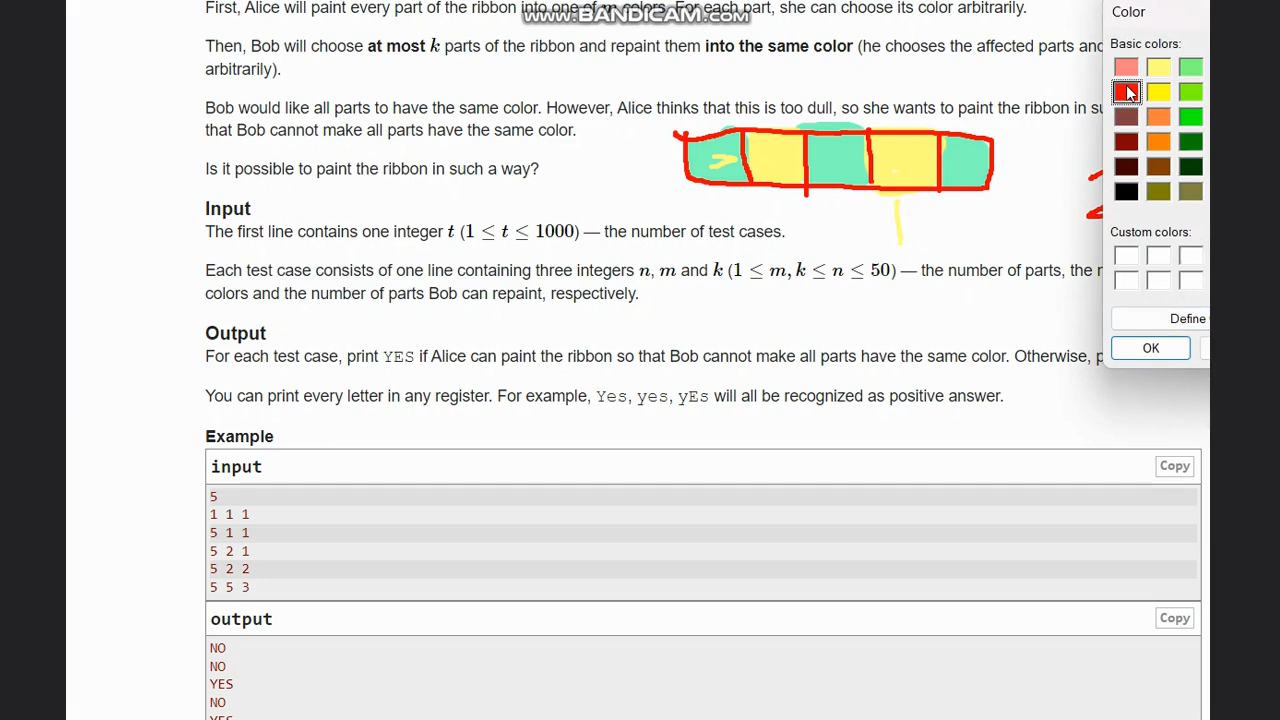 First, Alice will paint every part of the ribbon into one of m colors. For each part, she can choose its color arbitrarily.
www.BANDICAM.com
Color
Then, Bob will choose at most k parts of the ribbon and repaint them into the same color (he chooses the affected parts and
arbitrarily).
Basic colors:
Bob would like all parts to have the same color. However, Alice thinks that this is too dull, so she wants to paint the ribbon in su
that Bob cannot make all parts have the same color.
Is it possible to paint the ribbon in such a way?
Input
The first line contains one integer t (1 ≤ t ≤ 1000) — the number of test cases.
Custom colors:
Each test case consists of one line containing three integers n, m and k (1 ≤ m, k ≤ n ≤ 50) — the number of parts, the n
colors and the number of parts Bob can repaint, respectively.
Define
Output
OK
For each test case, print YES if Alice can paint the ribbon so that Bob cannot make all parts have the same color. Otherwise, p
You can print every letter in any register. For example, Yes, yes, yEs will all be recognized as positive answer.
Example
input
Copy
5
1 1 1
5 1 1
5 2 1
5 2 2
5 5 3
output
Copy
NO
NO
YES
NO
YES